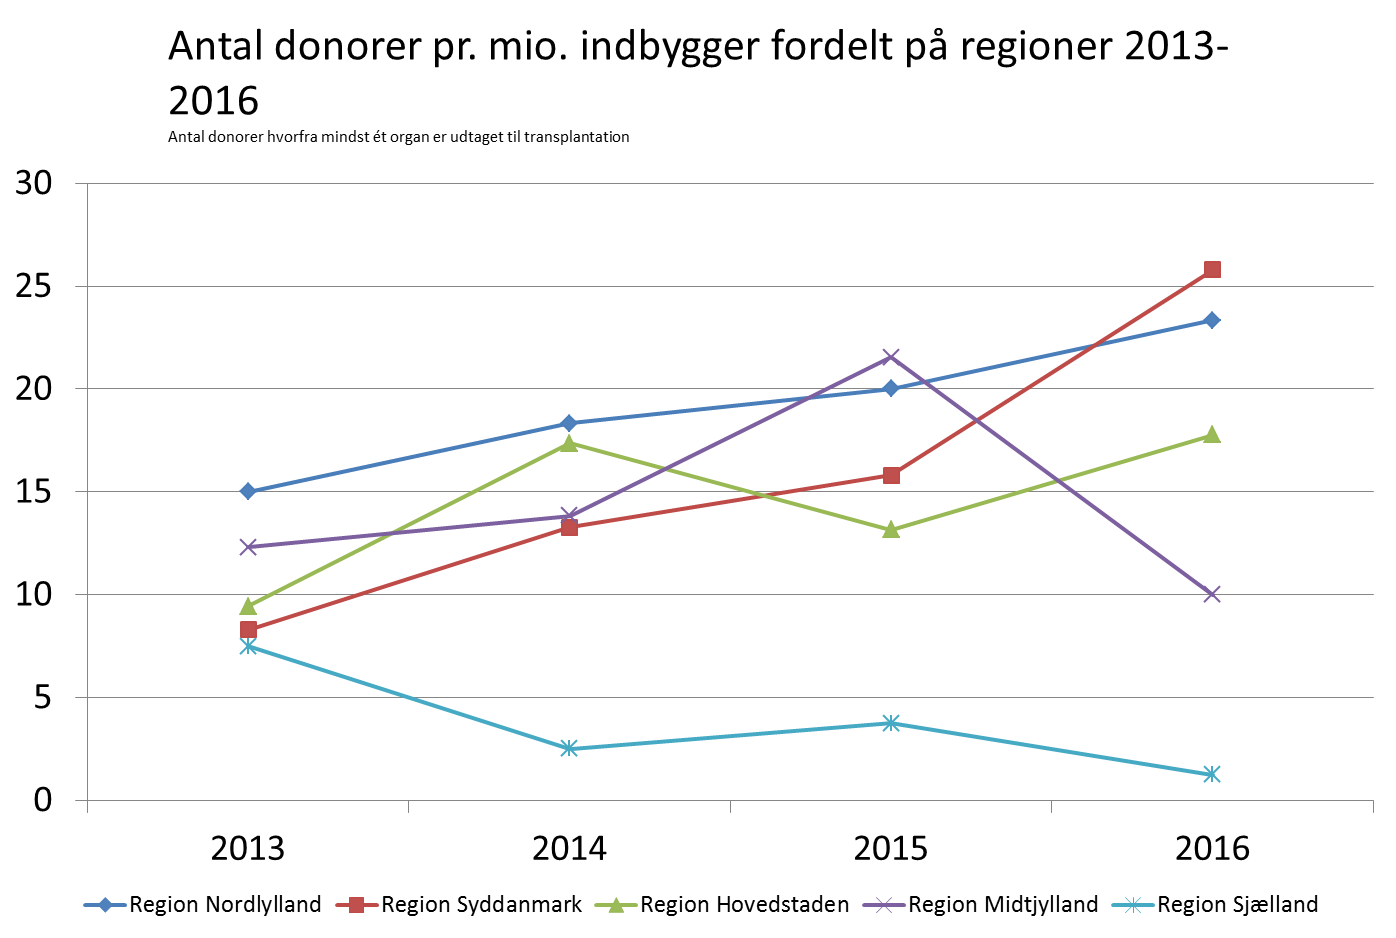 Antal donorer pr. mio. indbygger fordelt på regioner 2013-
2016
Antal donorer hvorfra mindst ét organ er udtaget til transplantation
30
25
20
15
10
5
0
2013 2014 2015 2016
Region Nordlylland Region Syddanmark Region Hovedstaden Region Midtjylland Region Sjælland